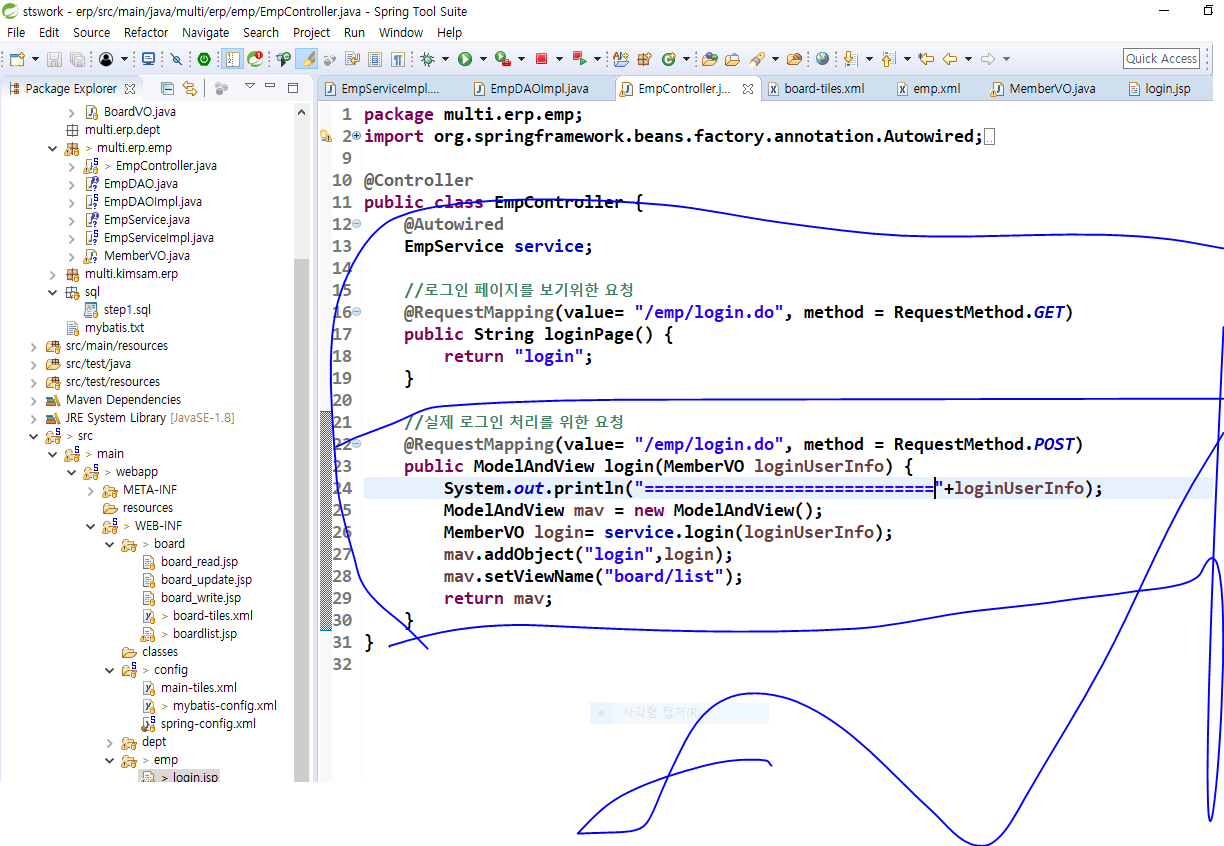 stswork - erp/src/main/java/multi/erp/emp/EmpController.java - Spring Tool Suite
File Edit Source Refactor Navigate Search Project Run Window Help
Quick Access
Package Explorer
EmpServiceImpl.... EmpDAOImpl.java EmpController.j... board-tiles.xml emp.xml MemberVO.java login.jsp
BoardVO.java
multi.erp.dept
> multi.erp.emp
> EmpController.java
EmpDAO.java
EmpDAOImpl.java
EmpService.java
EmpServiceImpl.java
MemberVO.java
multi.kimsam.erp
sql
step1.sql
mybatis.txt
src/main/resources
src/test/java
src/test/resources
Maven Dependencies
JRE System Library [JavaSE-1.8]
> src
> main
> webapp
META-INF
resources
> WEB-INF
> board
board_read.jsp
board_update.jsp
board_write.jsp
> board-tiles.xml
> boardlist.jsp
classes
> config
main-tiles.xml
> mybatis-config.xml
spring-config.xml
dept
> emp
> login.jsp
1 package multi.erp.emp;
2 import org.springframework.beans.factory.annotation.Autowired;
9
10 @Controller
11 public class EmpController {
12 @Autowired
13 EmpService service;
14
15 //로그인 페이지를 보기위한 요청
16 @RequestMapping(value= "/emp/login.do", method = RequestMethod.GET)
17 public String loginPage() {
18 return "login";
19 }
20
21 //실제 로그인 처리를 위한 요청
22 @RequestMapping(value= "/emp/login.do", method = RequestMethod.POST)
23 public ModelAndView login(MemberVO loginUserInfo) {
24 System.out.println("============================="+loginUserInfo);
25 ModelAndView mav = new ModelAndView();
26 MemberVO login= service.login(loginUserInfo);
27 mav.addObject("login",login);
28 mav.setViewName("board/list");
29 return mav;
30 }
31 }
32
사각형 캡처(R)